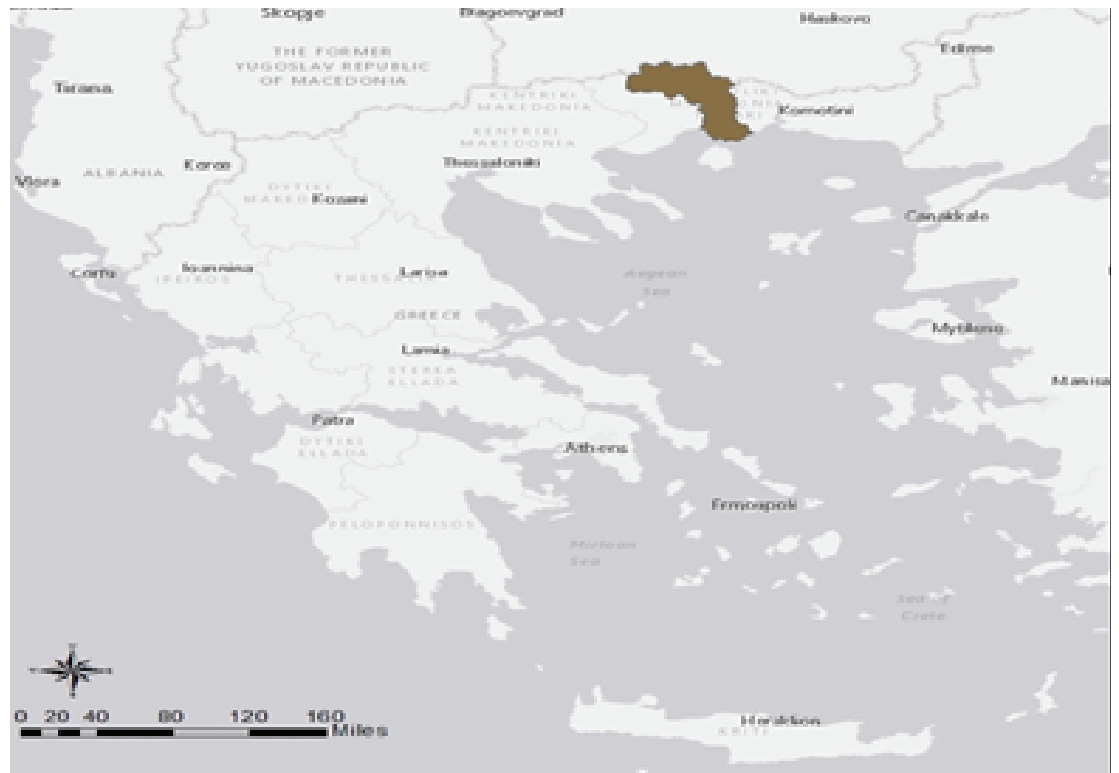 Skopje
Blagoevgrad
Haskovo
Edirne
THE FORMER
YUGOSLAV REPUBLIC
OF MACEDONIA
Tirana
KENTRIKI
MAKEDONIA
Komotini
KENTRIKI
MAKEDONIA
Thessaloniki
Korce
ALBANIA
Vlora
DYTIKI
Kozani
Canakkale
Corfu
Ioannina
IPEIROS
THESSALIA
Larisa
Aegean
Sea
GREECE
Mytilene
Lamia
STEREA
ELLADA
Manisa
Patra
DYTIKI
ELLADA
Athens
Ermoupoli
PELOPONNISOS
Mirtoan
Sea
Sea of
Crete
0 20 40 80 120 160
Miles
Heraklion
KRITI